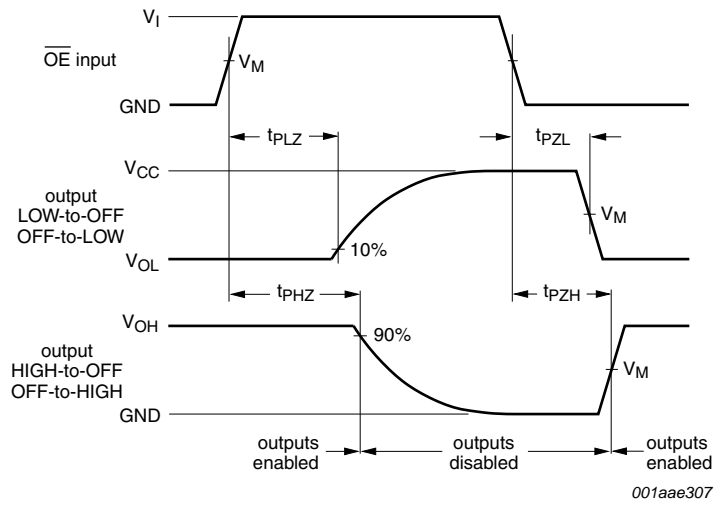 V_I
O̅E̅ input
V_M
GND
t_PLZ
t_PZL
V_CC
output
LOW-to-OFF
OFF-to-LOW
V_M
10%
V_OL
t_PHZ
t_PZH
V_OH
90%
output
HIGH-to-OFF
OFF-to-HIGH
V_M
GND
outputs
enabled
outputs
disabled
outputs
enabled
001aae307